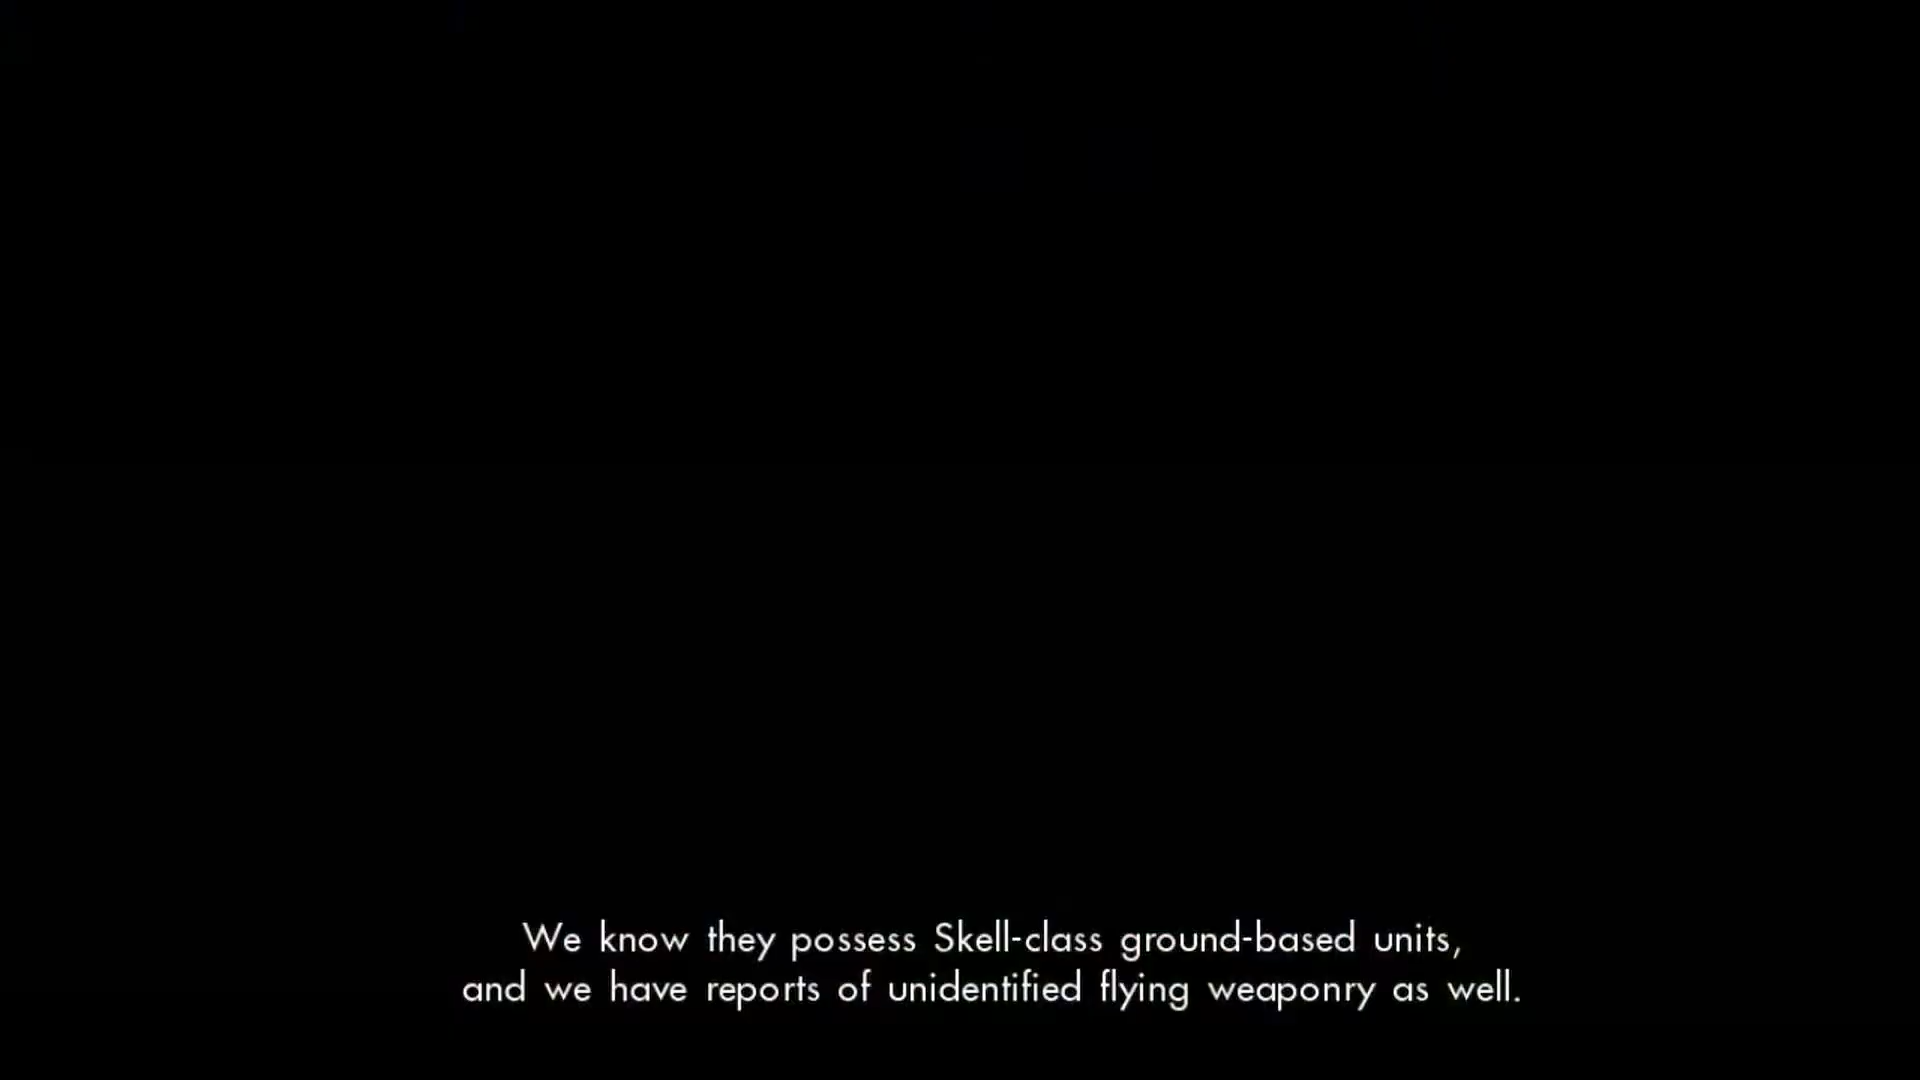 We know they possess Skell-class ground-based units,
and we have reports of unidentified flying weaponry as well.